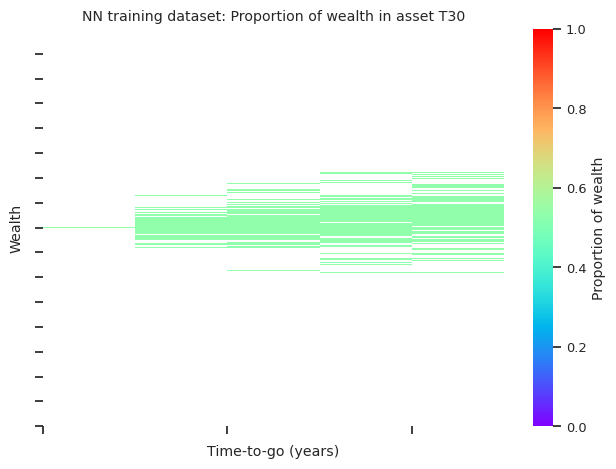 NN training dataset: Proportion of wealth in asset T30
Wealth
Time-to-go (years)
1.0
0.8
0.6
0.4
0.2
0.0
Proportion of wealth